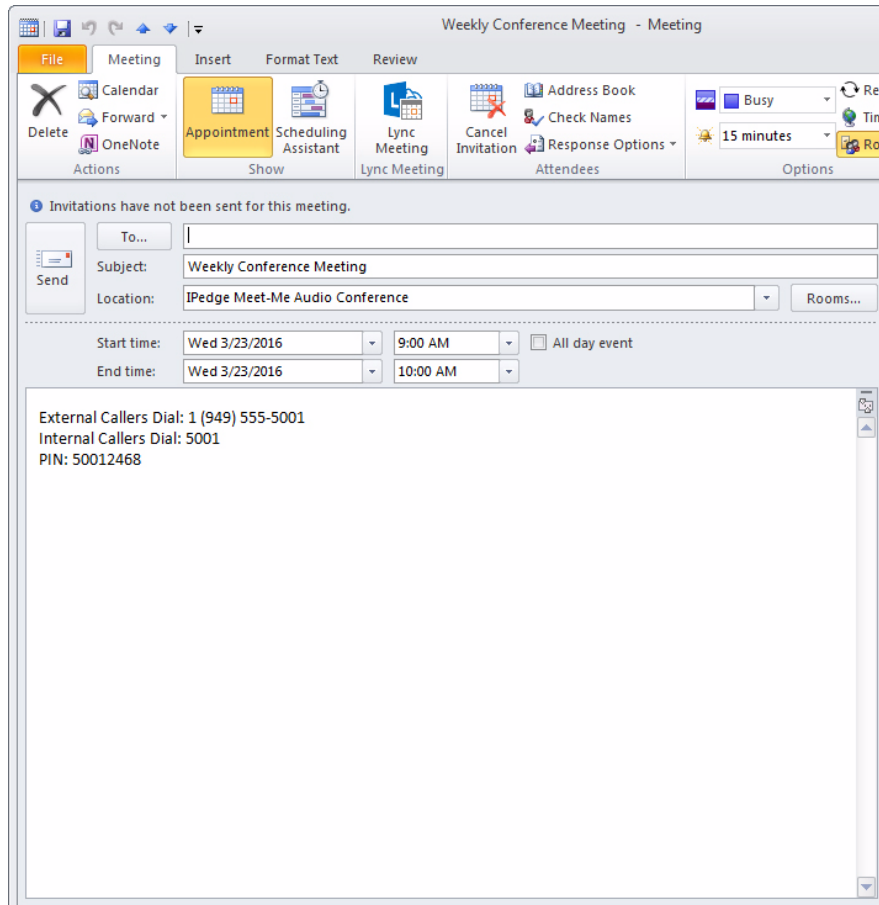 Weekly Conference Meeting - Meeting
File Meeting Insert Format Text Review
Delete
Calendar
Forward
OneNote
Actions
Appointment
Scheduling
Assistant
Show
Lync
Meeting
Lync Meeting
Cancel
Invitation
Address Book
Check Names
Response Options
Attendees
Busy
15 minutes
Options
Invitations have not been sent for this meeting.
Send
To...
Subject: Weekly Conference Meeting
Location: IPedge Meet-Me Audio Conference Rooms...
Start time: Wed 3/23/2016 9:00 AM All day event
End time: Wed 3/23/2016 10:00 AM
External Callers Dial: 1 (949) 555-5001
Internal Callers Dial: 5001
PIN: 50012468